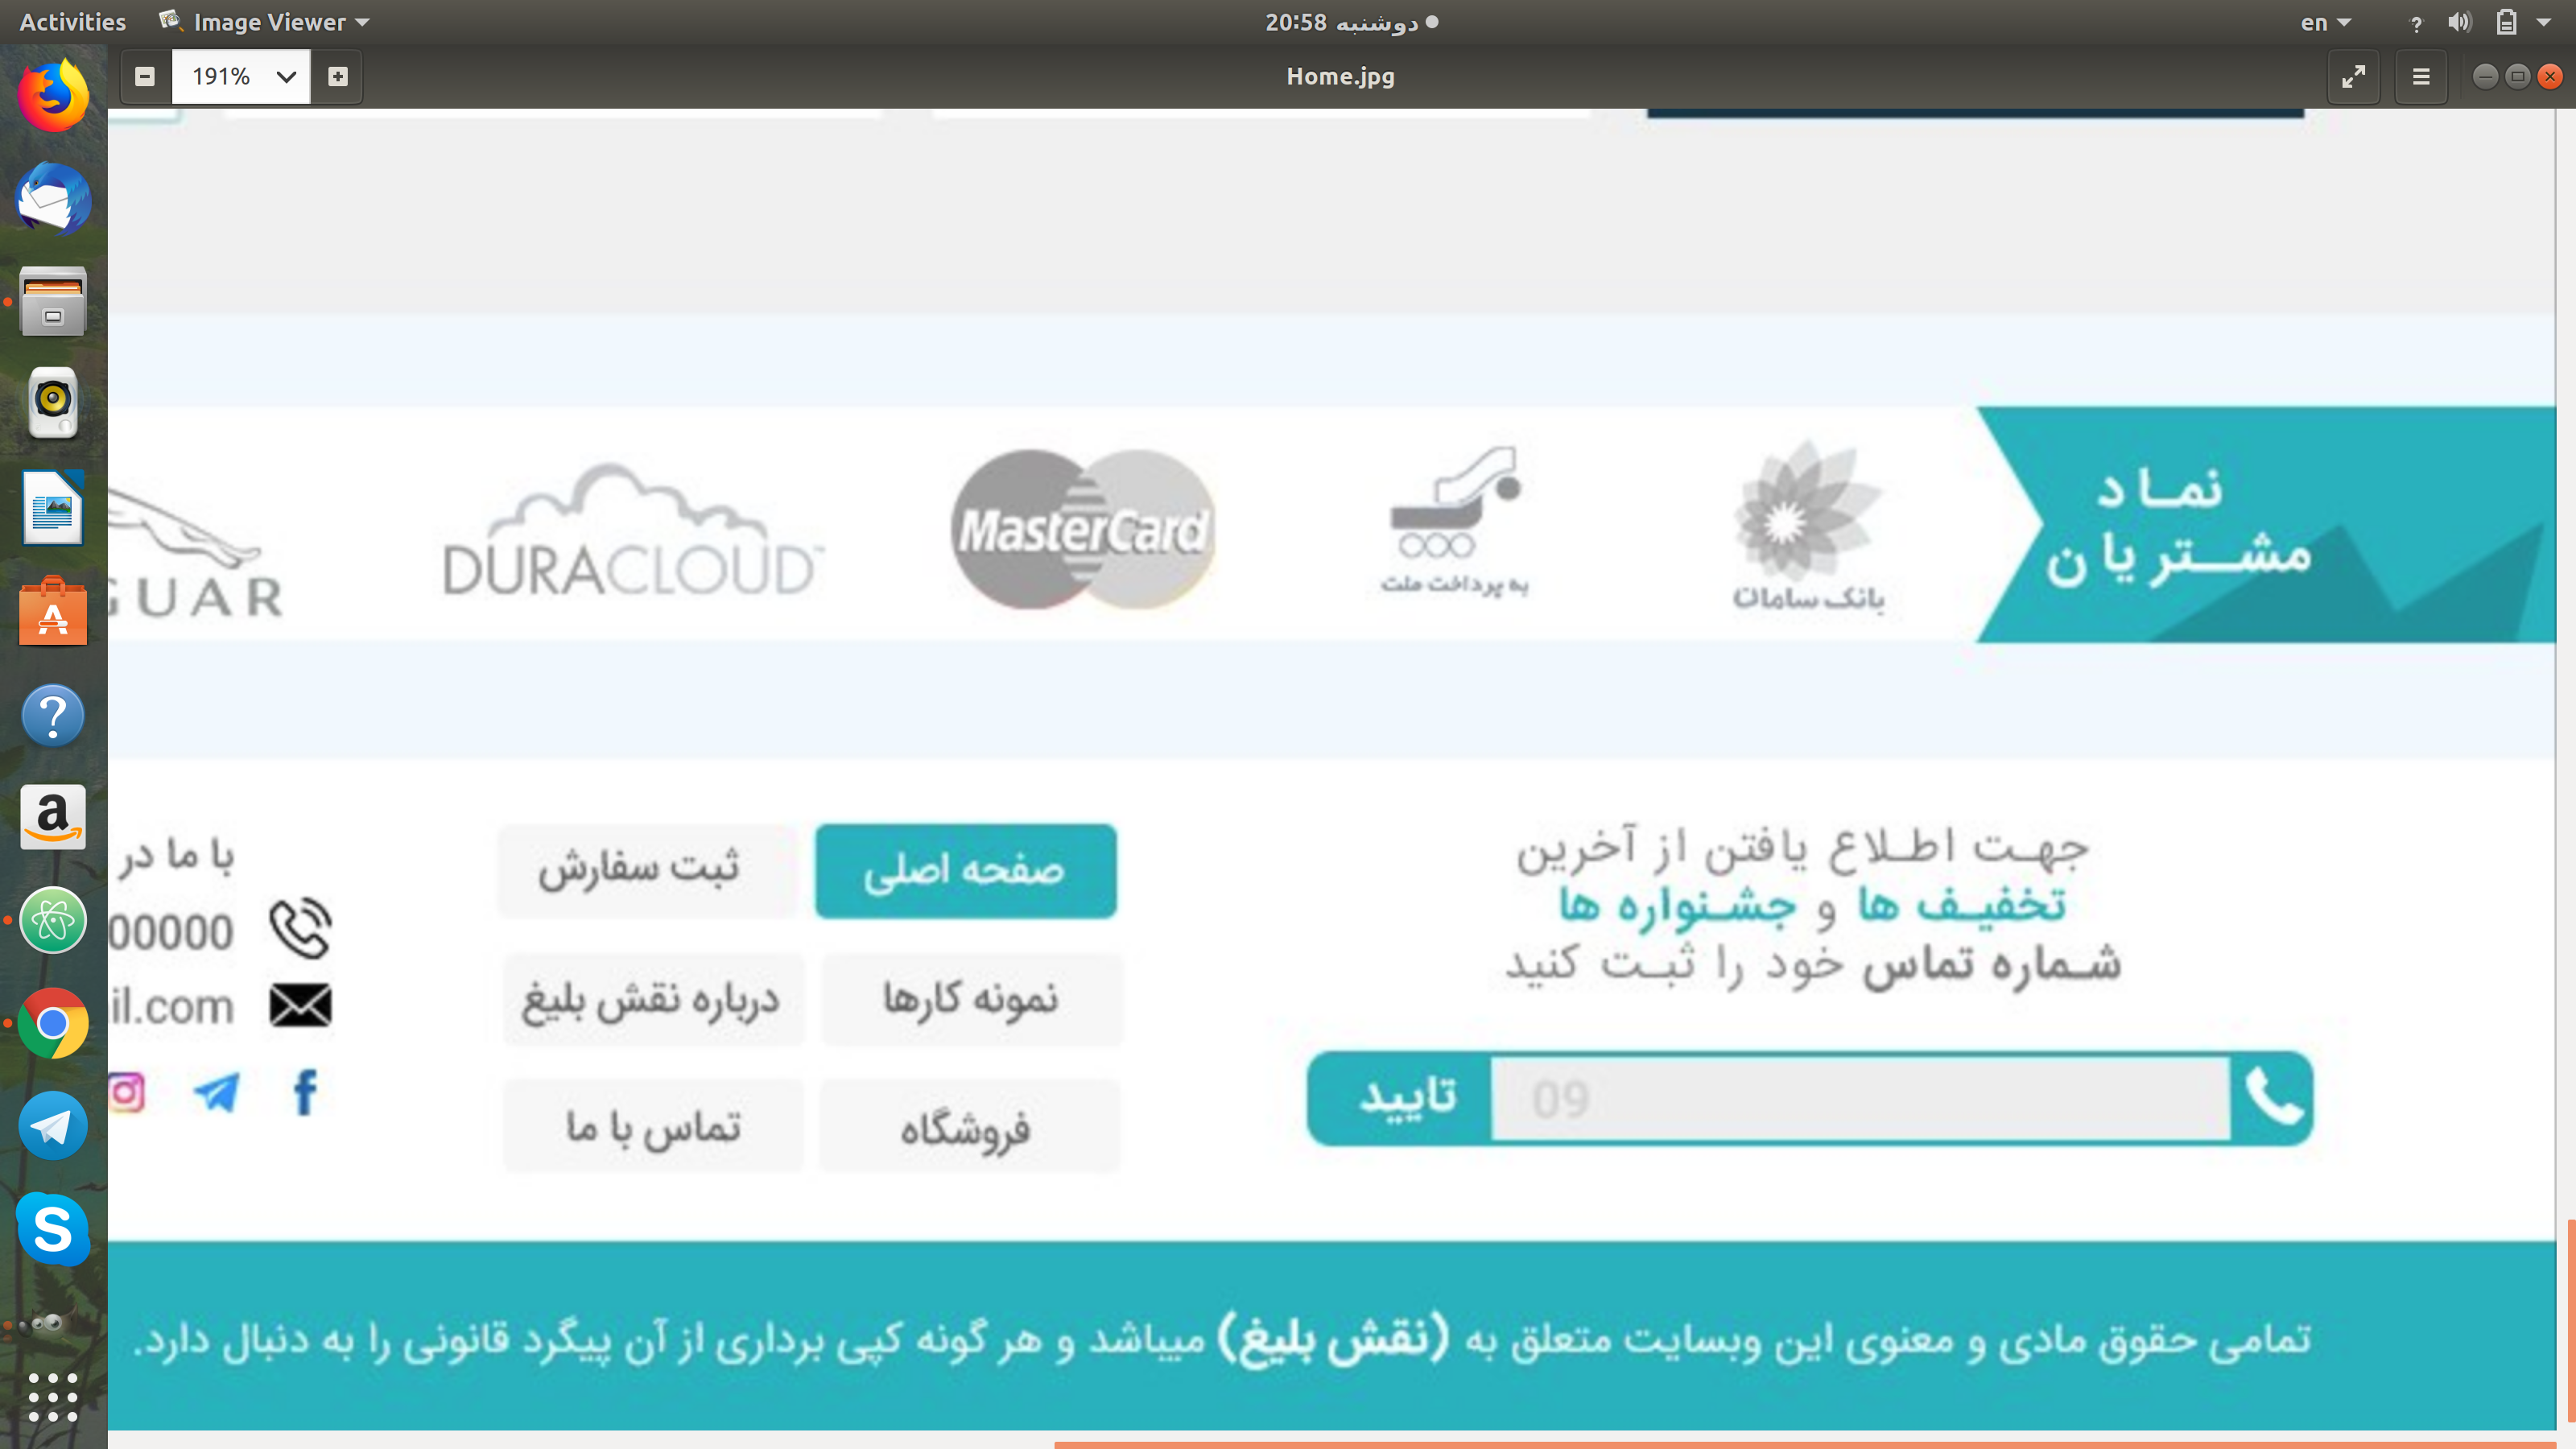 Activities
Image Viewer
دوشنبه 20:58
en
191%
Home.jpg
نماد
مشتریان
بانک سامان
به پرداخت ملت
MasterCard
DURACLOUD™
GUAR
جهت اطلاع یافتن از آخرین
تخفیف ها و جشنواره ها
شماره تماس خود را ثبت کنید
09
تایید
صفحه اصلی
ثبت سفارش
نمونه کارها
درباره نقش بلیغ
فروشگاه
تماس با ما
با ما در
00000
il.com
تمامی حقوق مادی و معنوی این وبسایت متعلق به (نقش بلیغ) میباشد و هر گونه کپی برداری از آن پیگرد قانونی را به دنبال دارد.